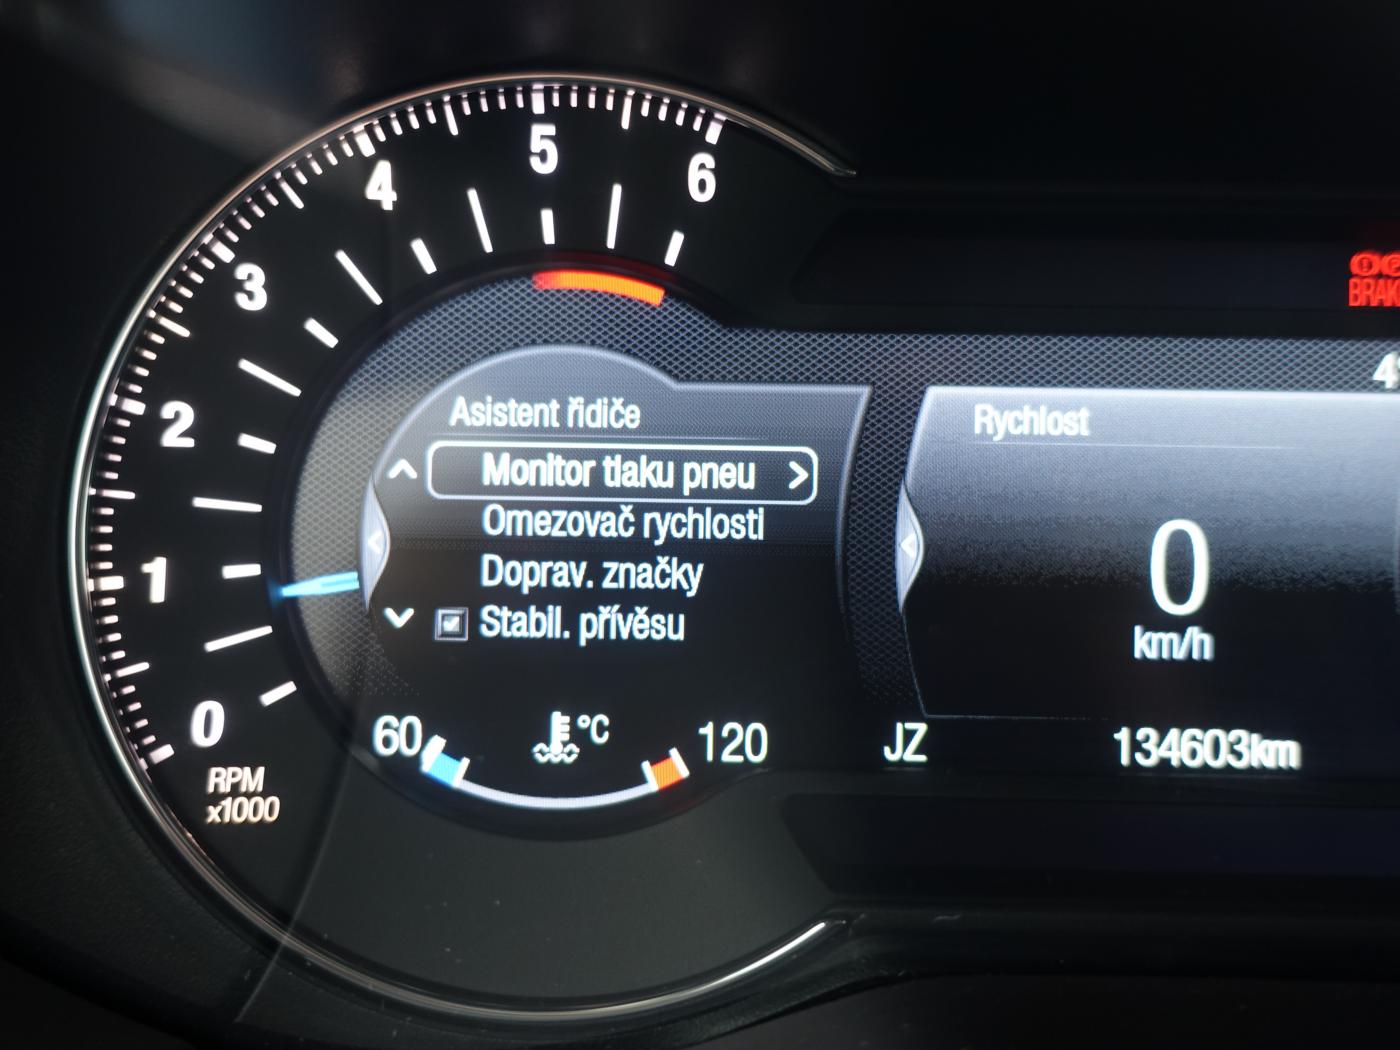 5
4
6
3
2
1
0
RPM
x1000
Asistent řidiče
Monitor tlaku pneu
Omezovač rychlosti
Doprav. značky
Stabil. přívěsu
60
°C
120
JZ
Rychlost
0
km/h
134603km